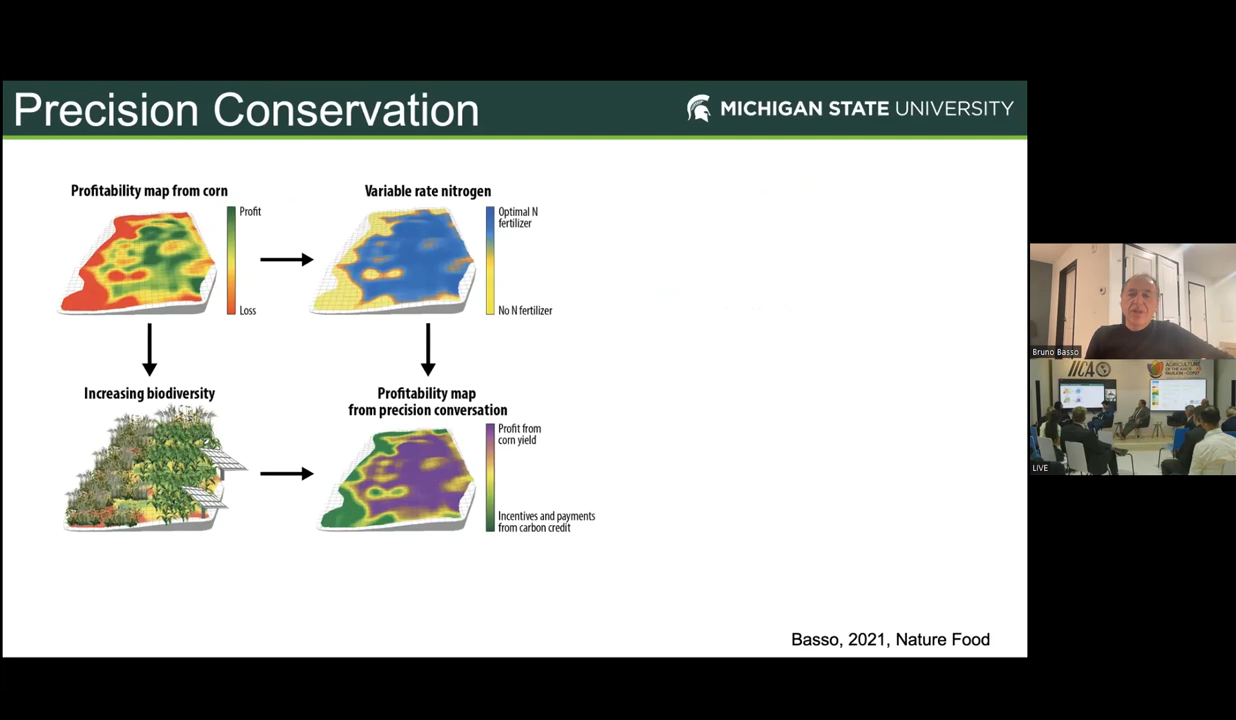 Precision Conservation
MICHIGAN STATE UNIVERSITY
Profitability map from corn
Profit
Loss
Variable rate nitrogen
Optimal N
fertilizer
No N fertilizer
Increasing biodiversity
Profitability map
from precision conversation
Profit from
corn yield
Incentives and payments
from carbon credit
Basso, 2021, Nature Food
Bruno Basso
IICA
AGRICULTURE
LIVE